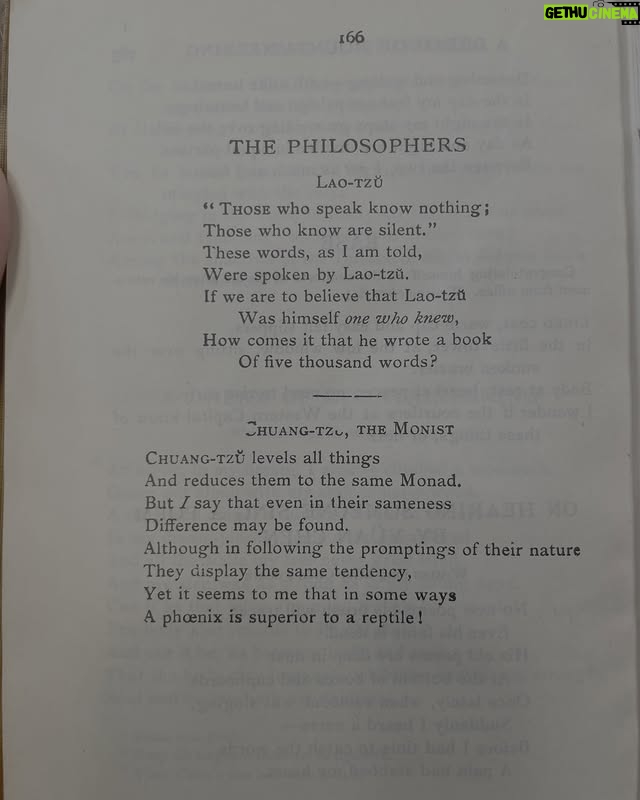 GETHUCINEMA
166
THE PHILOSOPHERS
LAO-TZŬ
“ THOSE who speak know nothing;
Those who know are silent.”
These words, as I am told,
Were spoken by Lao-tzŭ.
If we are to believe that Lao-tzŭ
Was himself one who knew,
How comes it that he wrote a book
Of five thousand words?
CHUANG-TZŬ, THE MONIST
CHUANG-TZŬ levels all things
And reduces them to the same Monad.
But I say that even in their sameness
Difference may be found.
Although in following the promptings of their nature
They display the same tendency,
Yet it seems to me that in some ways
A phœnix is superior to a reptile!